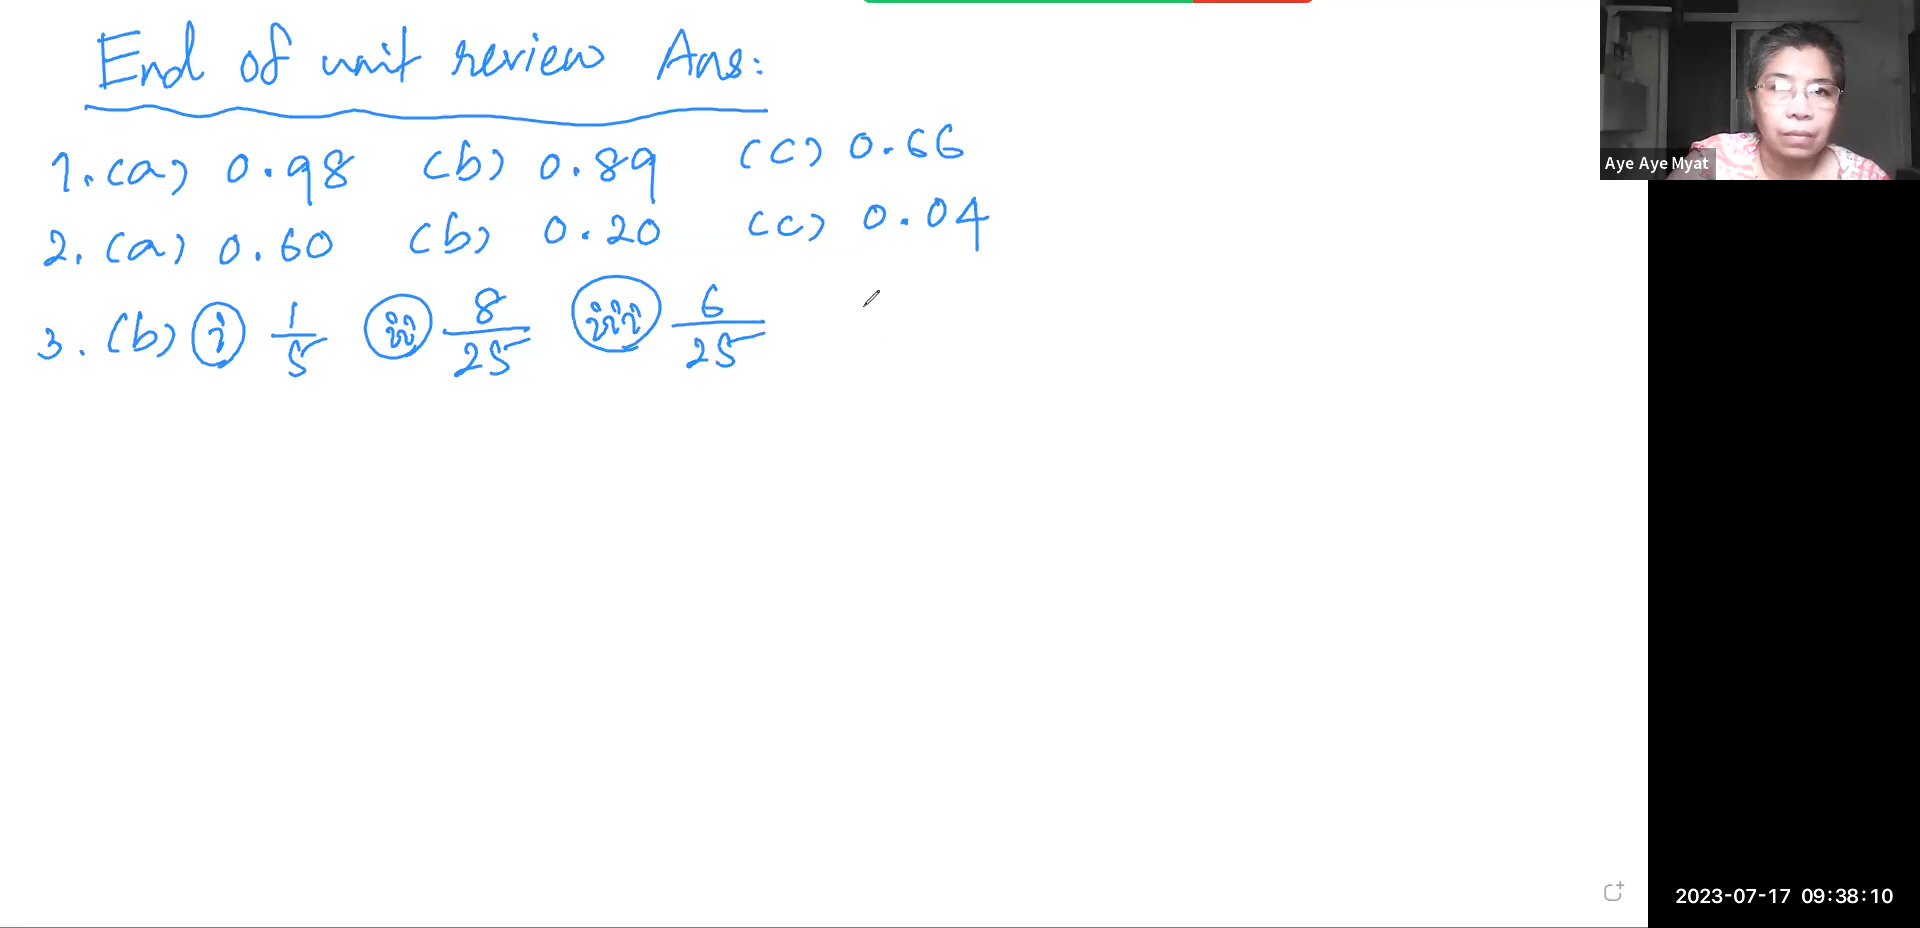 End of unit review Ans:
1. (a) 0.98 (b) 0.89 (c) 0.66
2. (a) 0.60 (b) 0.20 (c) 0.04
3. (b) i 1/5 ii 8/25 iii 6/25
Aye Aye Myat
2023-07-17 09:38:10